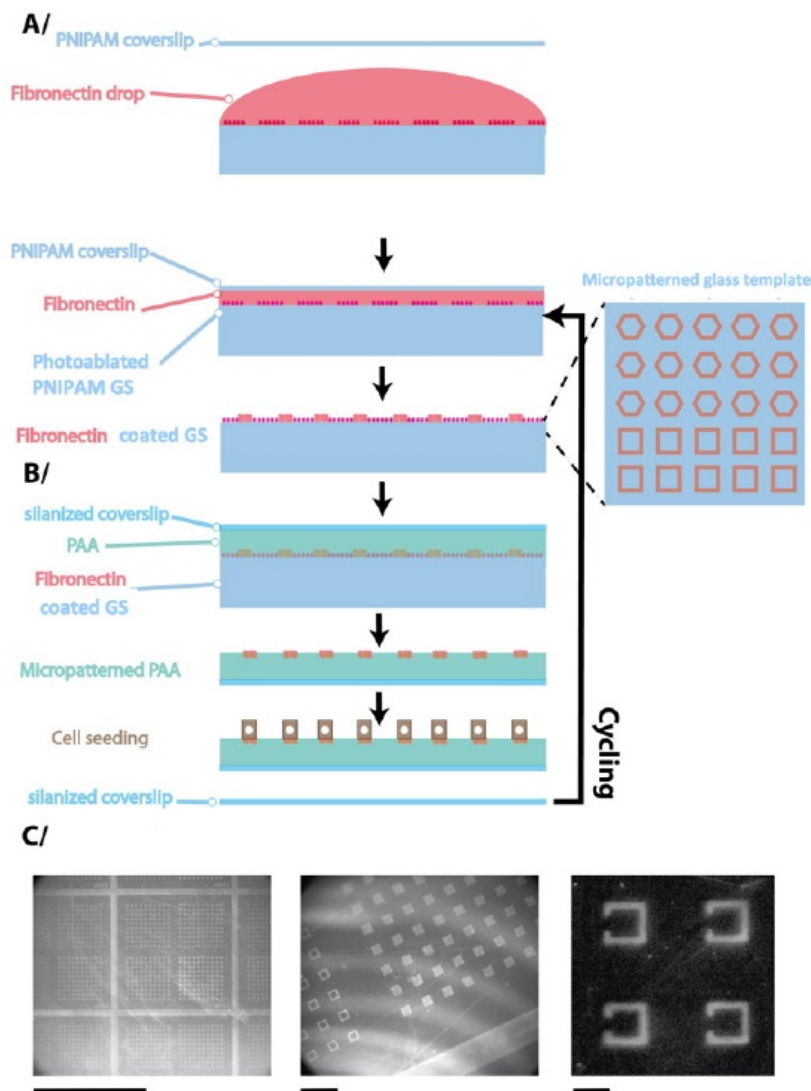 A/
PNIPAM coverslip
Fibronectin drop
PNIPAM coverslip
Fibronectin
Photoablated
PNIPAM GS
Micropatterned glass template
Fibronectin coated GS
B/
silanized coverslip
PAA
Fibronectin
coated GS
Micropatterned PAA
Cell seeding
silanized coverslip
Cycling
C/